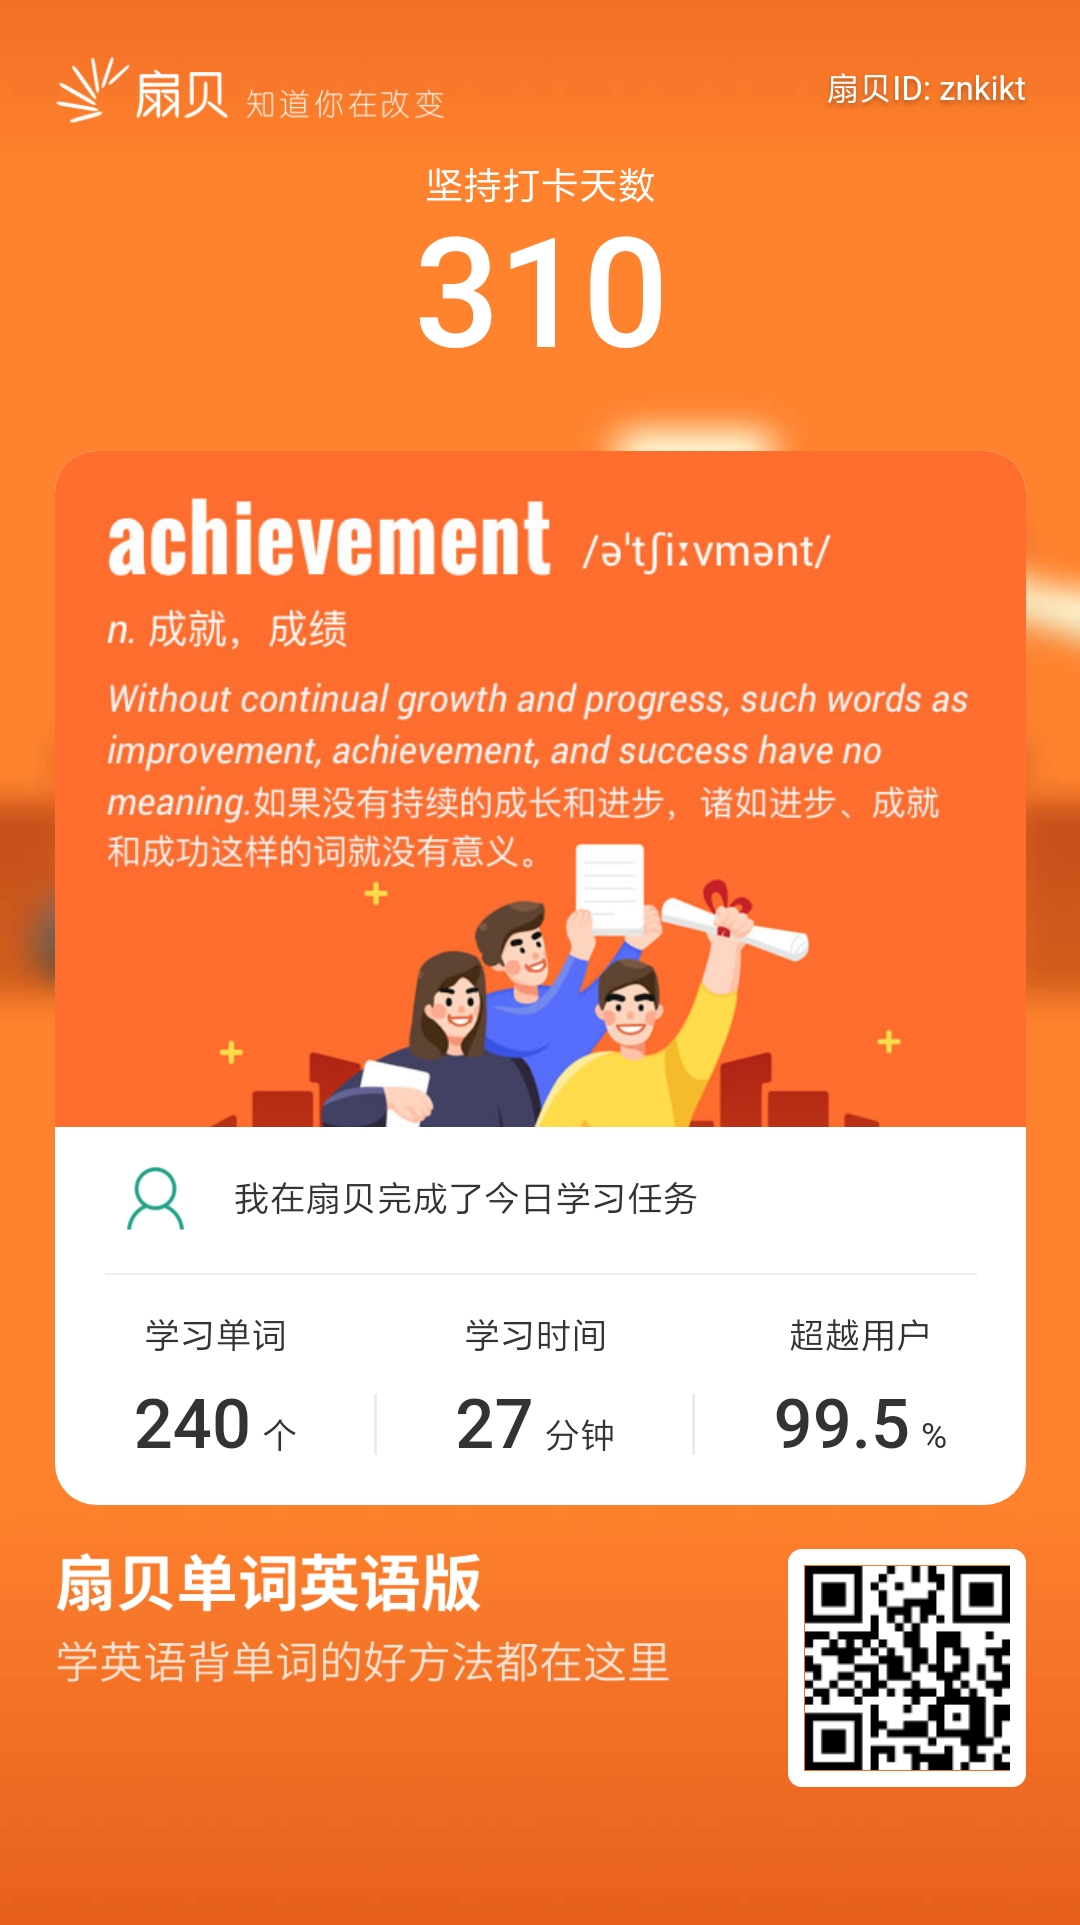 扇贝 知道你在改变
扇贝ID: znkikt
坚持打卡天数
310
achievement /ə'tʃiːvmənt/
n. 成就，成绩
Without continual growth and progress, such words as
improvement, achievement, and success have no
meaning.如果没有持续的成长和进步，诸如进步、成就
和成功这样的词就没有意义。
我在扇贝完成了今日学习任务
学习单词 学习时间 超越用户
240 个 27 分钟 99.5 %
扇贝单词英语版
学英语背单词的好方法都在这里